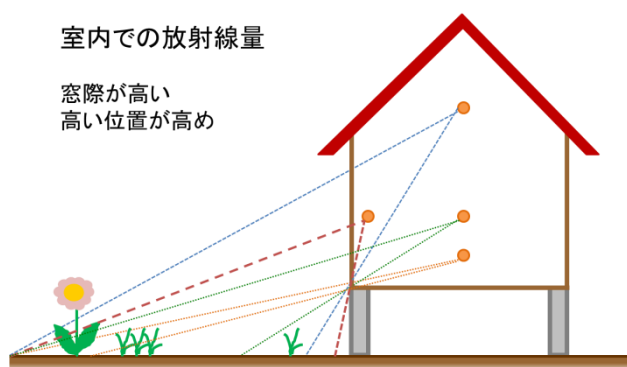 室内での放射線量
窓際が高い
高い位置が高め